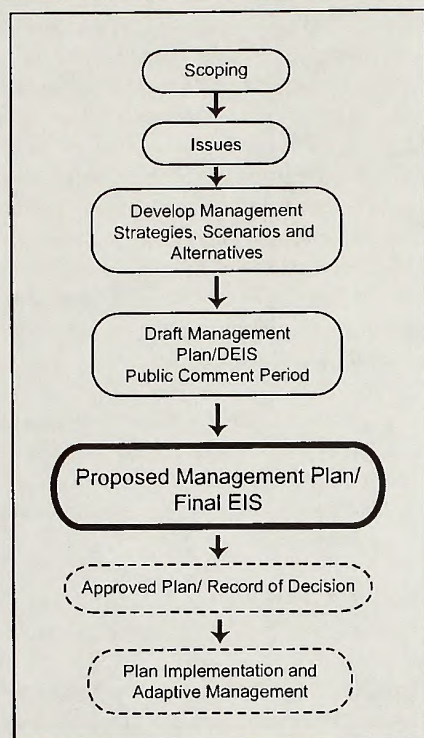 Scoping
Issues
Develop Management
Strategies, Scenarios and
Alternatives
Draft Management
Plan/DEIS
Public Comment Period
Proposed Management Plan/
Final EIS
Approved Plan/ Record of Decision
Plan Implementation and
Adaptive Management